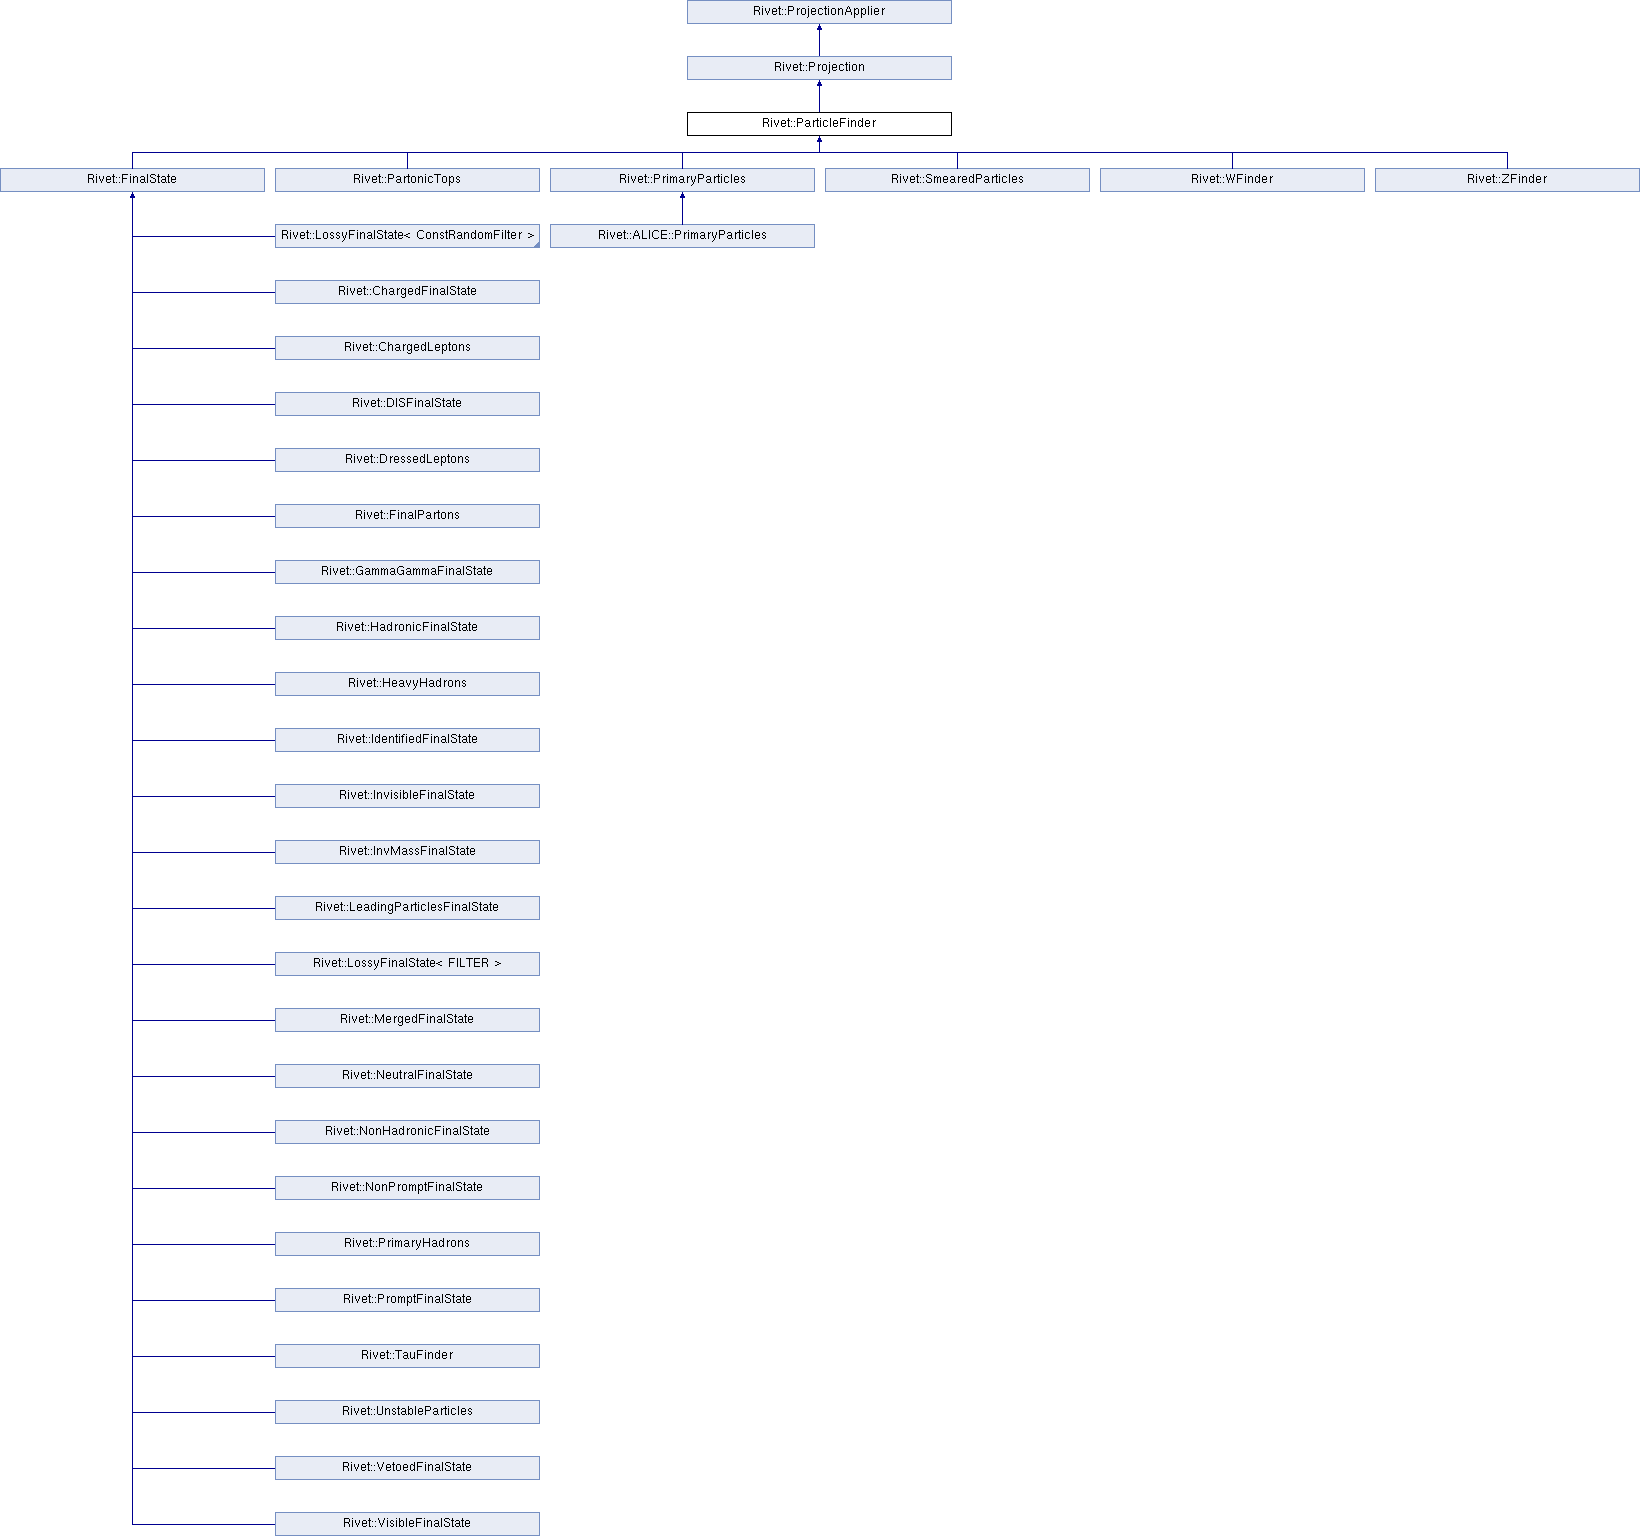 Rivet::ProjectionApplier
Rivet::Projection
Rivet::ParticleFinder
Rivet::FinalState
Rivet::PartonicTops
Rivet::PrimaryParticles
Rivet::SmearedParticles
Rivet::WFinder
Rivet::ZFinder
Rivet::LossyFinalState< ConstRandomFilter >
Rivet::ALICE::PrimaryParticles
Rivet::ChargedFinalState
Rivet::ChargedLeptons
Rivet::DISFinalState
Rivet::DressedLeptons
Rivet::FinalPartons
Rivet::GammaGammaFinalState
Rivet::HadronicFinalState
Rivet::HeavyHadrons
Rivet::IdentifiedFinalState
Rivet::InvisibleFinalState
Rivet::InvMassFinalState
Rivet::LeadingParticlesFinalState
Rivet::LossyFinalState< FILTER >
Rivet::MergedFinalState
Rivet::NeutralFinalState
Rivet::NonHadronicFinalState
Rivet::NonPromptFinalState
Rivet::PrimaryHadrons
Rivet::PromptFinalState
Rivet::TauFinder
Rivet::UnstableParticles
Rivet::VetoedFinalState
Rivet::VisibleFinalState